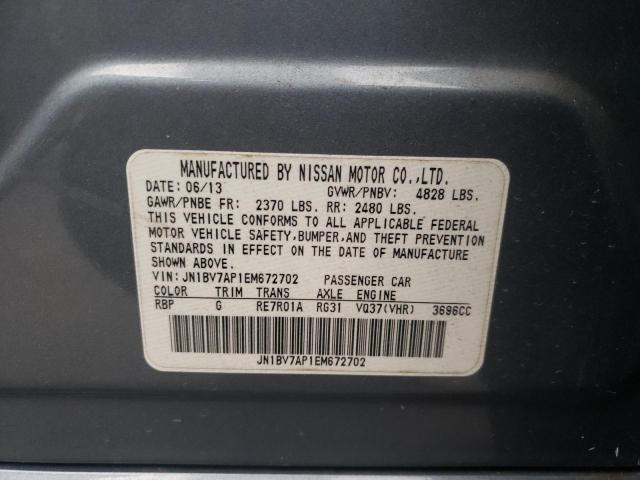 MANUFACTURED BY NISSAN MOTOR CO.,LTD.
DATE: 06/13 GVWR/PNBV: 4828 LBS.
GAWR/PNBE FR: 2370 LBS. RR: 2480 LBS.
THIS VEHICLE CONFORMS TO ALL APPLICABLE FEDERAL
MOTOR VEHICLE SAFETY,BUMPER,AND THEFT PREVENTION
STANDARDS IN EFFECT ON THE DATE OF MANUFACTURE
SHOWN ABOVE.
VIN: JN1BV7AP1EM672702 PASSENGER CAR
COLOR TRIM TRANS AXLE ENGINE
RBP G RE7R01A RG31 VQ37(VHR) 3696CC
JN1BV7AP1EM672702